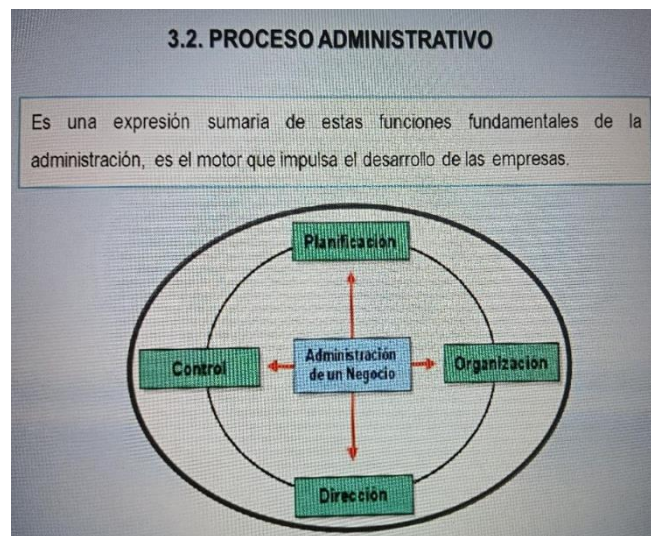 3.2. PROCESO ADMINISTRATIVO
Es una expresión sumaria de estas funciones fundamentales de la
administración, es el motor que impulsa el desarrollo de las empresas.
Planificación
Control
Administración
de un Negocio
Organización
Dirección